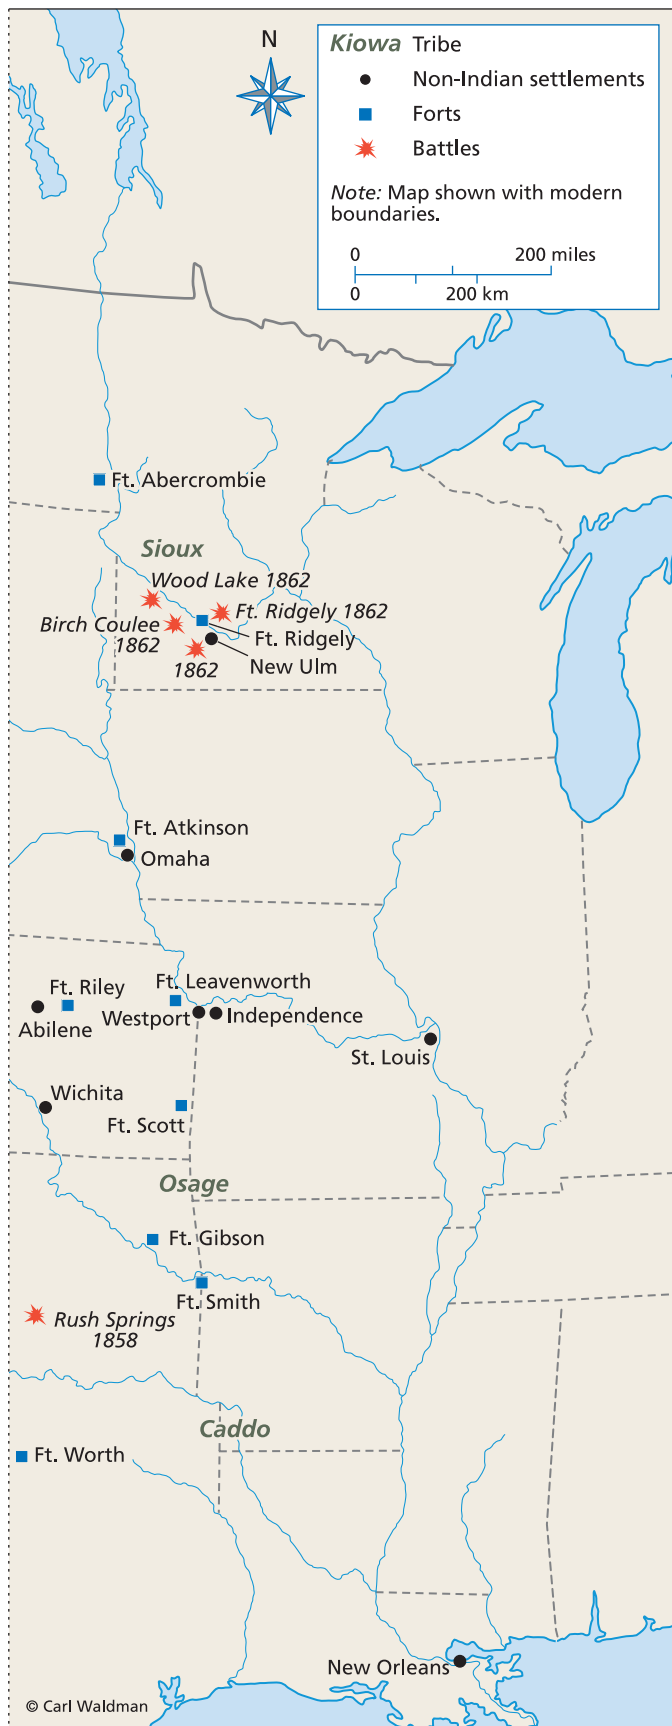 N
Kiowa Tribe
Non-Indian settlements
Forts
Battles
Note: Map shown with modern
boundaries.
0 200 miles
0 200 km
Ft. Abercrombie
Sioux
Wood Lake 1862
Ft. Ridgely 1862
Birch Coulee
1862
Ft. Ridgely
1862
New Ulm
Ft. Atkinson
Omaha
Ft. Riley
Ft. Leavenworth
Abilene
Westport
Independence
St. Louis
Wichita
Ft. Scott
Osage
Ft. Gibson
Ft. Smith
Rush Springs
1858
Caddo
Ft. Worth
New Orleans
© Carl Waldman